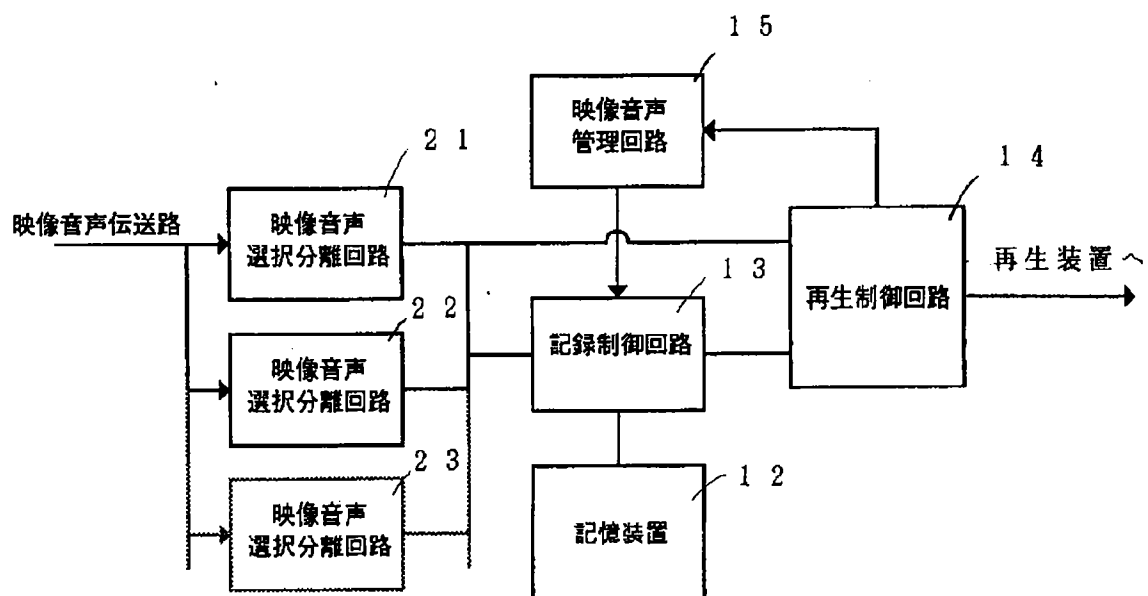 15
映像音声
管理回路
21
14
映像音声伝送路
映像音声
選択分離回路
再生装置へ
13
再生制御回路
22
記録制御回路
映像音声
選択分離回路
23
12
映像音声
選択分離回路
記憶装置